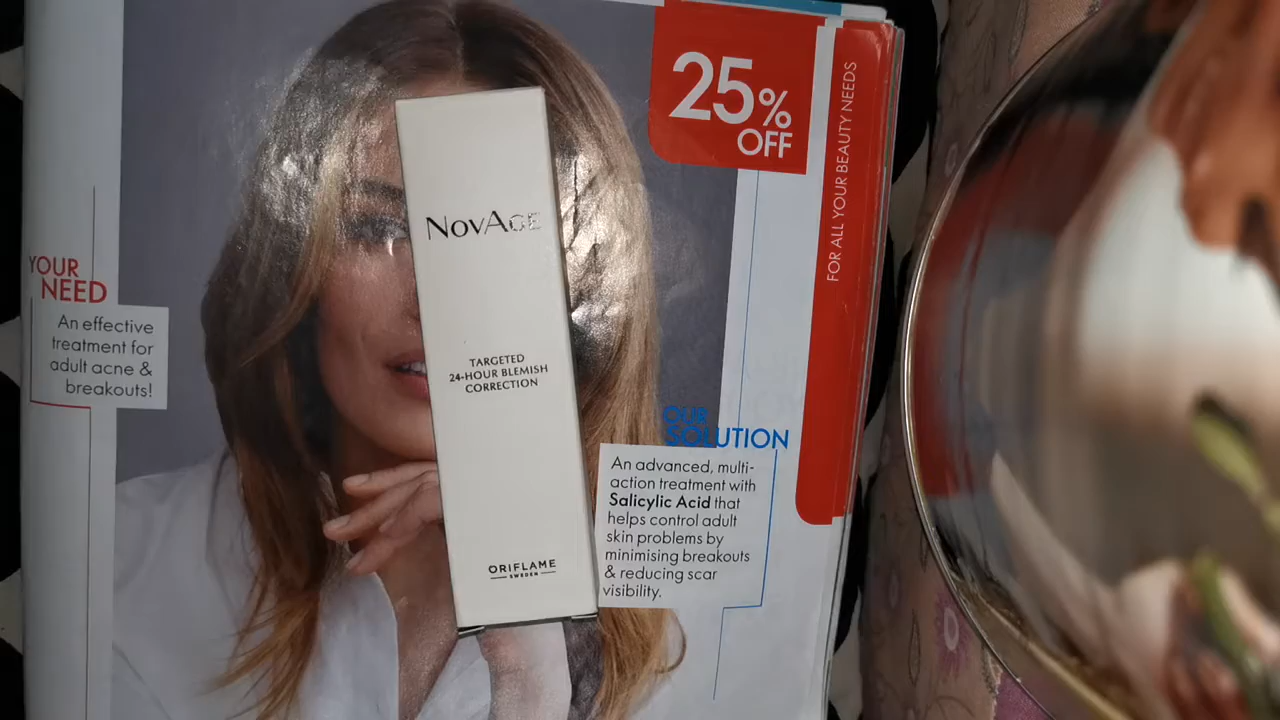 25%
OFF
FOR ALL YOUR BEAUTY NEEDS
NovAge
YOUR
NEED
An effective
treatment for
adult acne &
breakouts!
TARGETED
24-HOUR BLEMISH
CORRECTION
OUR
SOLUTION
An advanced, multi-
action treatment with
Salicylic Acid that
helps control adult
skin problems by
minimising breakouts
& reducing scar
visibility.
ORIFLAME
SWEDEN